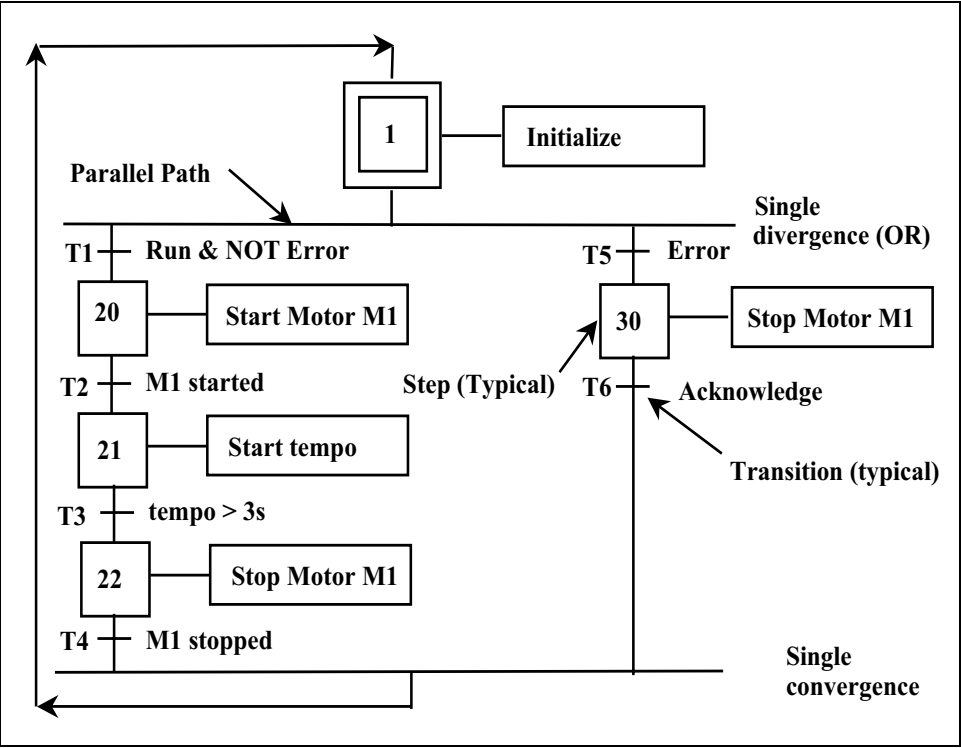 1
Initialize
Parallel Path
Single
divergence (OR)
T1
Run & NOT Error
T5
Error
20
Start Motor M1
30
Stop Motor M1
T2
M1 started
Step (Typical)
T6
Acknowledge
21
Start tempo
Transition (typical)
T3
tempo > 3s
22
Stop Motor M1
T4
M1 stopped
Single
convergence